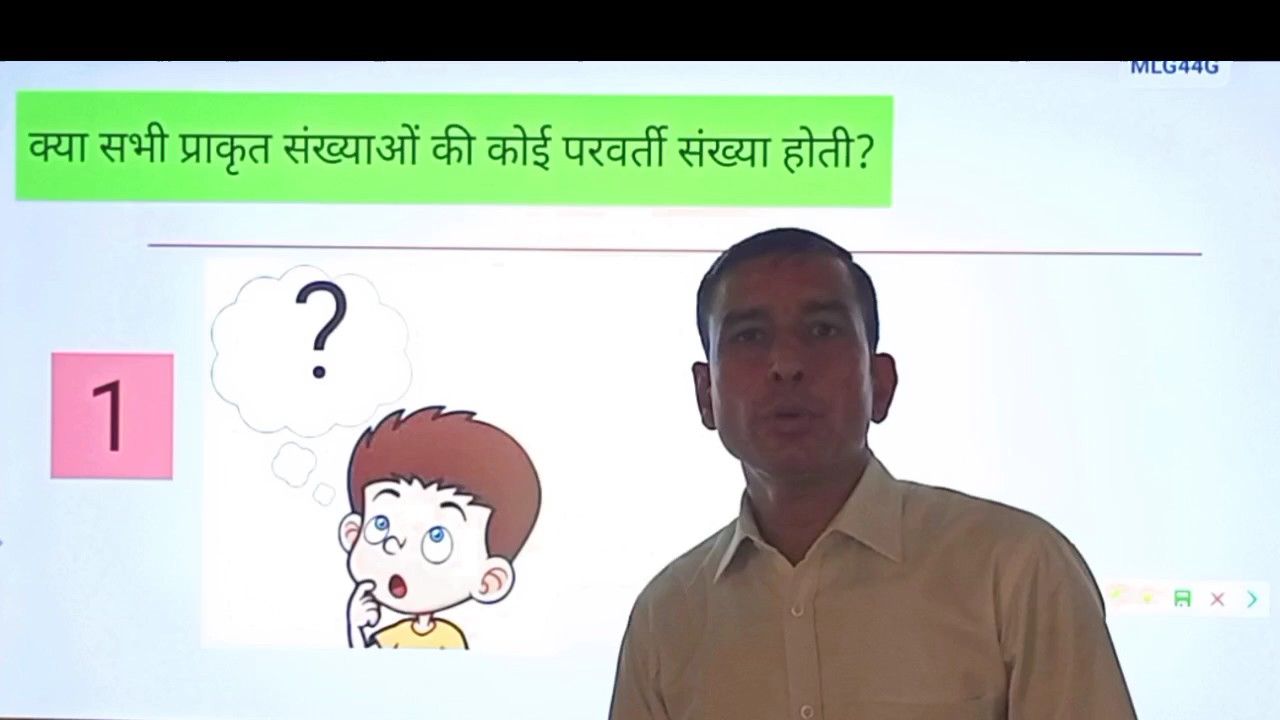 MLG44G
क्या सभी प्राकृत संख्याओं की कोई परवर्ती संख्या होती?
?
1